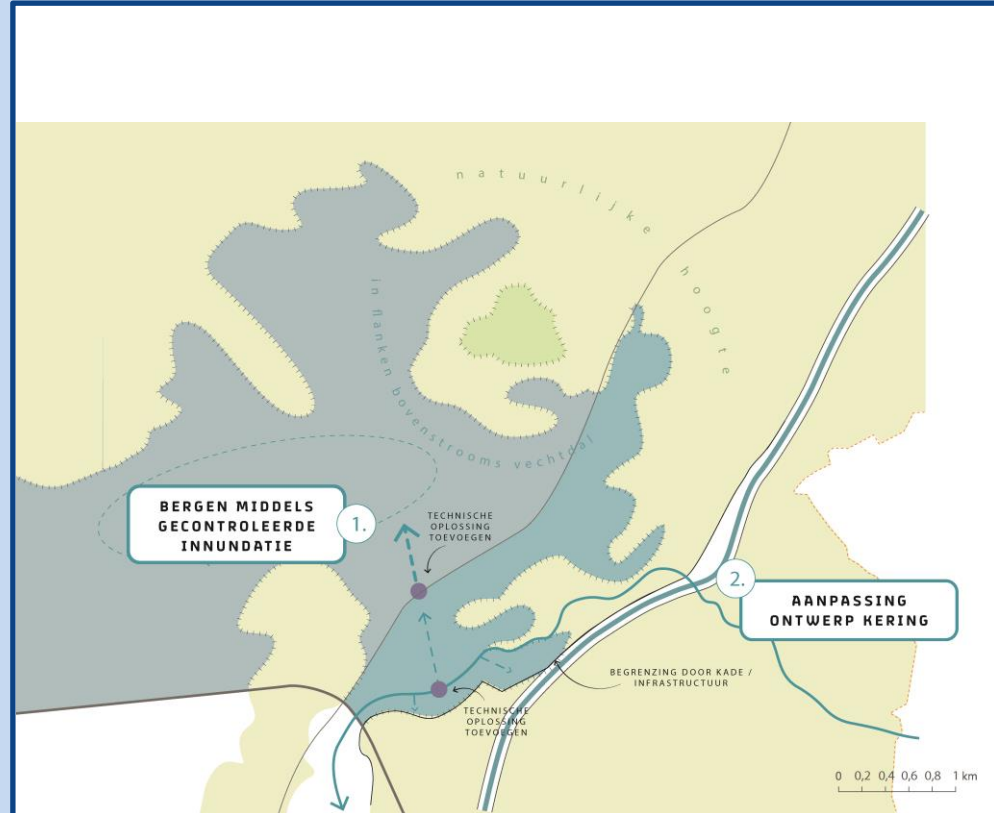 natuurlijke
hoogte
in flanken bovenstrooms vechtdal
BERGEN MIDDELS
GECONTROLEERDE
INNUNDATIE
1.
TECHNISCHE
OPLOSSING
TOEVOEGEN
2.
AANPASSING
ONTWERP KERING
BEGRENZING DOOR KADE /
INFRASTRUCTUUR
TECHNISCHE
OPLOSSING
TOEVOEGEN
0 0,2 0,4 0,6 0,8 1 km